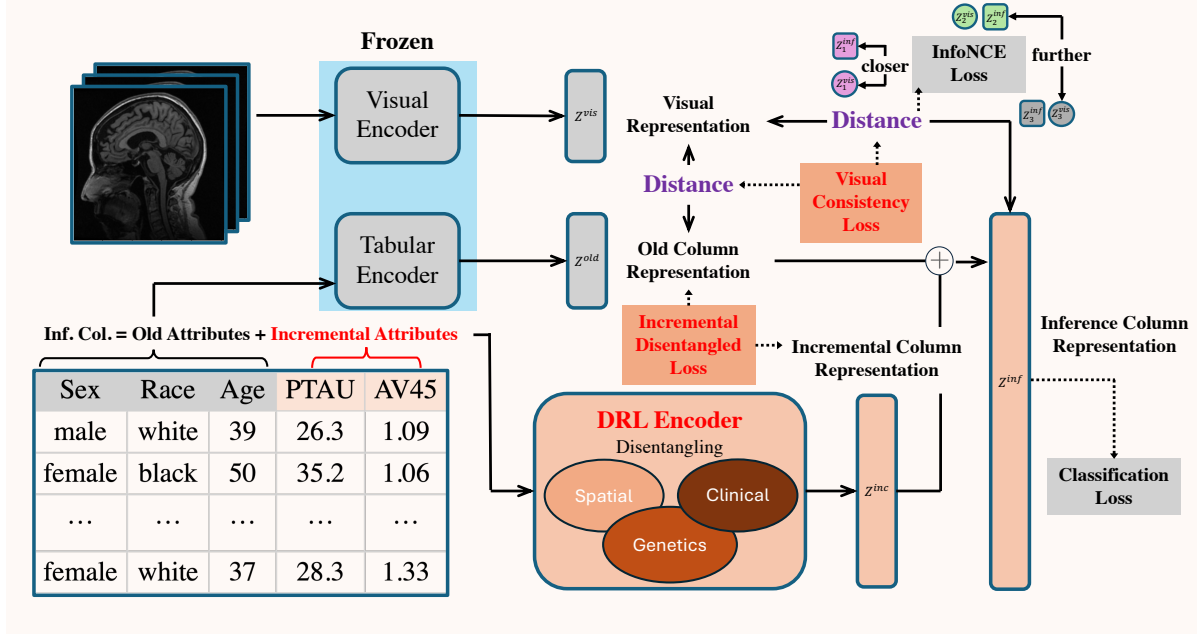 Frozen
Visual
Encoder
Z^{vis}
Tabular
Encoder
Z^{old}
Visual
Representation
Distance
Old Column
Representation
Distance
Visual
Consistency
Loss
Z_1^{inf}
closer
Z_1^{vis}
Z_2^{vis} Z_2^{inf}
InfoNCE
Loss
further
Z_3^{inf} Z_3^{vis}
Incremental
Disentangled
Loss
Incremental Column
Representation
Inf. Col. = Old Attributes + Incremental Attributes
Sex Race Age PTAU AV45
male white 39 26.3 1.09
female black 50 35.2 1.06
... ... ... ... ...
female white 37 28.3 1.33
DRL Encoder
Disentangling
Spatial
Clinical
Genetics
Z^{inc}
+
Z^{inf}
Inference Column
Representation
Classification
Loss